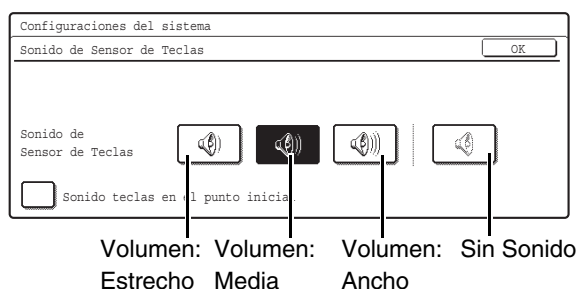 Configuraciones del sistema
Sonido de Sensor de Teclas
OK
Sonido de
Sensor de Teclas
Sonido teclas en el punto inicial
Volumen: Volumen: Volumen: Sin Sonido
Estrecho Media Ancho